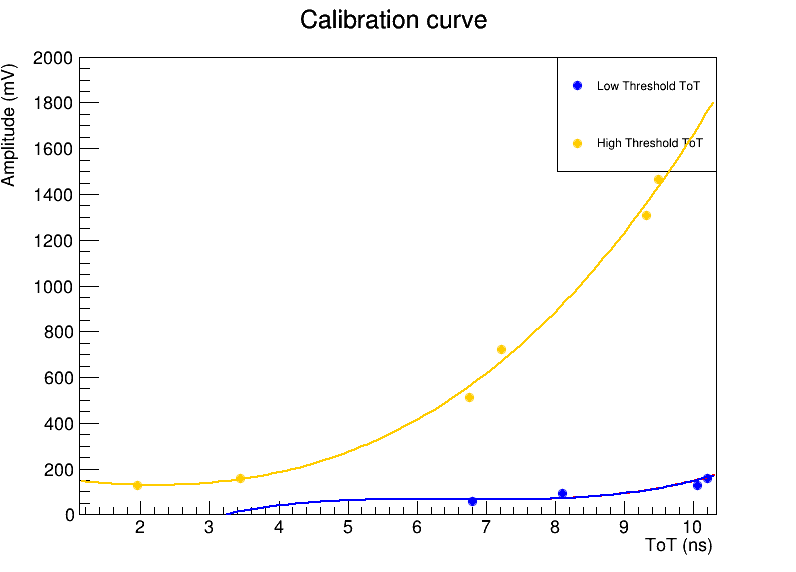 Calibration curve
Amplitude (mV)
2000
1800
1600
1400
1200
1000
800
600
400
200
0
Low Threshold ToT
High Threshold ToT
2 3 4 5 6 7 8 9 10
ToT (ns)